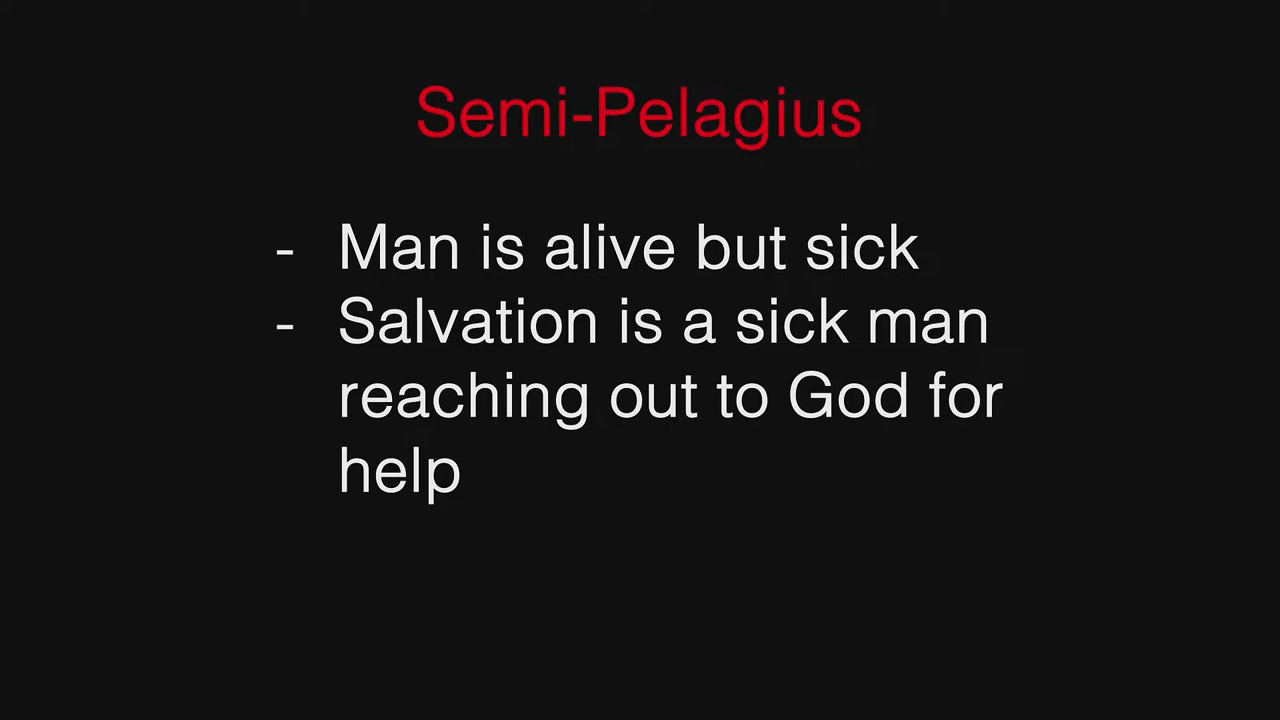 Semi-Pelagius
- Man is alive but sick
- Salvation is a sick man
reaching out to God for
help